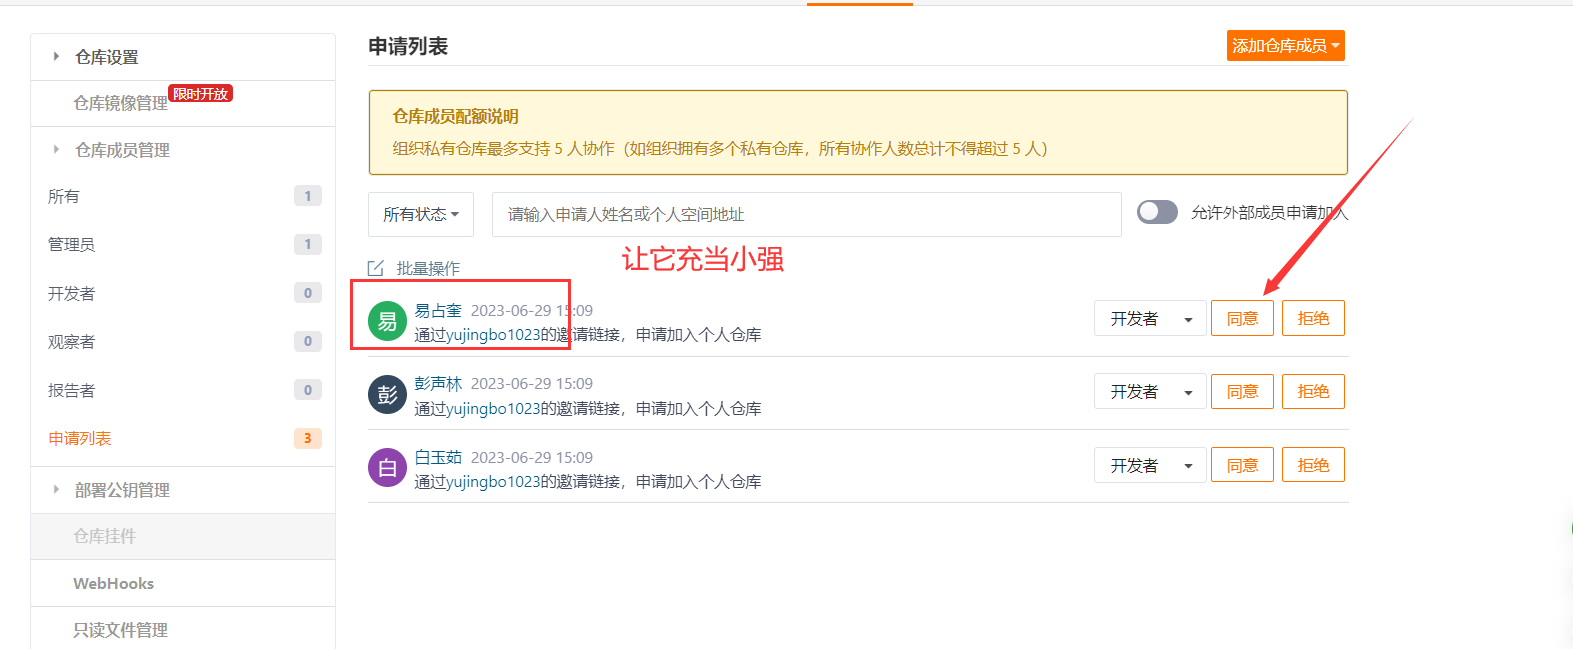 仓库设置
仓库镜像管理 限时开放
仓库成员管理
所有 1
管理员 1
开发者 0
观察者 0
报告者 0
申请列表 3
部署公钥管理
仓库挂件
WebHooks
只读文件管理
申请列表
添加仓库成员
仓库成员配额说明
组织私有仓库最多支持 5 人协作（如组织拥有多个私有仓库，所有协作人数总计不得超过 5 人）
所有状态 请输入申请人姓名或个人空间地址 允许外部成员申请加入
批量操作
让它充当小强
易 易占奎 2023-06-29 15:09
通过yujingbo1023的邀请链接，申请加入个人仓库
开发者 同意 拒绝
彭 彭声林 2023-06-29 15:09
通过yujingbo1023的邀请链接，申请加入个人仓库
开发者 同意 拒绝
白 白玉茹 2023-06-29 15:09
通过yujingbo1023的邀请链接，申请加入个人仓库
开发者 同意 拒绝